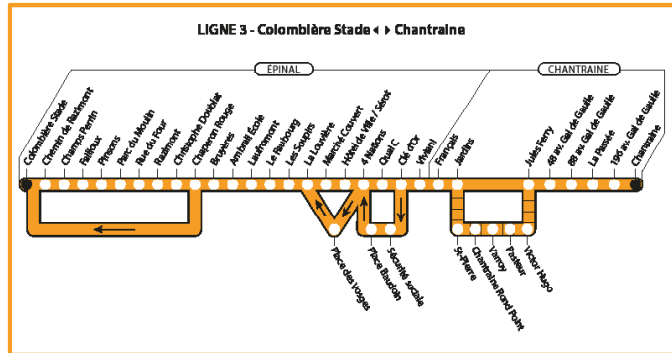 LIGNE 3 - Colombière Stade ◂ ▸ Chantraine
ÉPINAL
CHANTRAINE
Colombière Stade
Chemin de Razimont
Champs Perrin
Failloux
Pinsons
Parc du Moulin
Rue du Four
Razimont
Christophe Doublat
Chaperon Rouge
Bruyères
Ambrail École
Laufromont
Le Faubourg
Les Soupirs
La Louvière
Marché Couvert
Hôtel de Ville / Sérot
4 Nations
Quai C
Clé d'Or
Viviani
Français
Jardins
Jules Ferry
48 av. Gal de Gaulle
88 av. Gal de Gaulle
La Passée
196 av. Gal de Gaulle
Chantraine
Place des Vosges
Place Baudoin
Sécurité sociale
St-Pierre
Chantraine Rond Point
Varroy
Pasteur
Victor Hugo